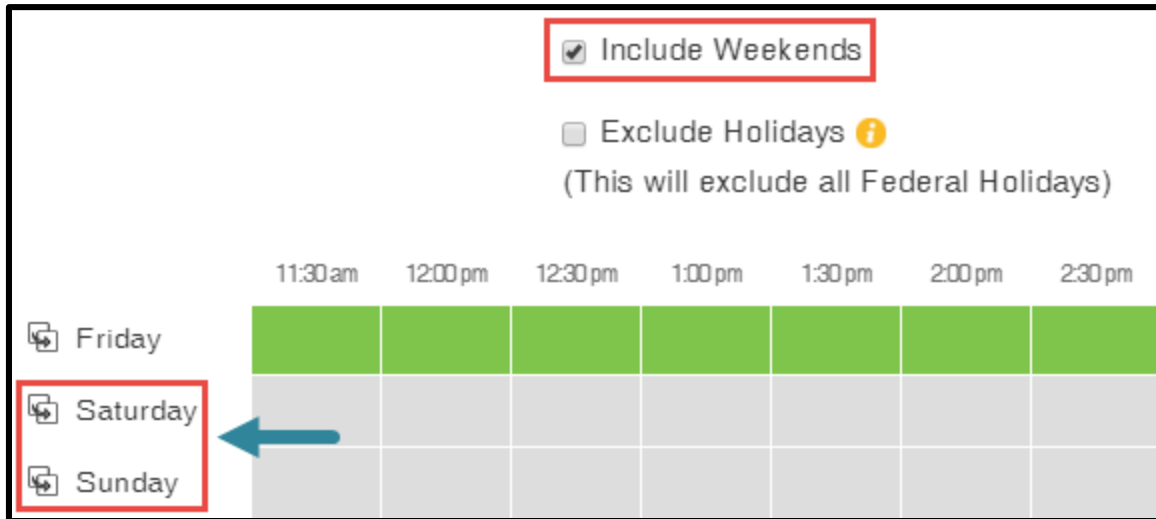 Include Weekends
Exclude Holidays
(This will exclude all Federal Holidays)
11:30 am 12:00 pm 12:30 pm 1:00 pm 1:30 pm 2:00 pm 2:30 pm
Friday
Saturday
Sunday